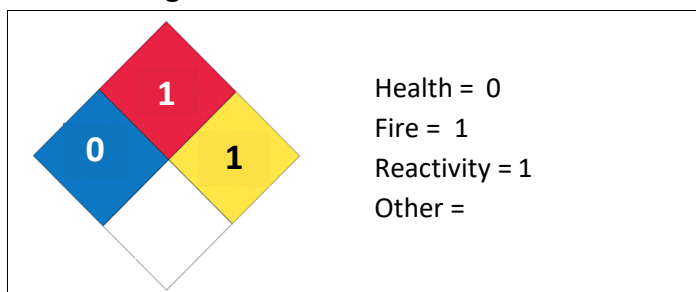 1
0
1
Health = 0
Fire = 1
Reactivity = 1
Other =